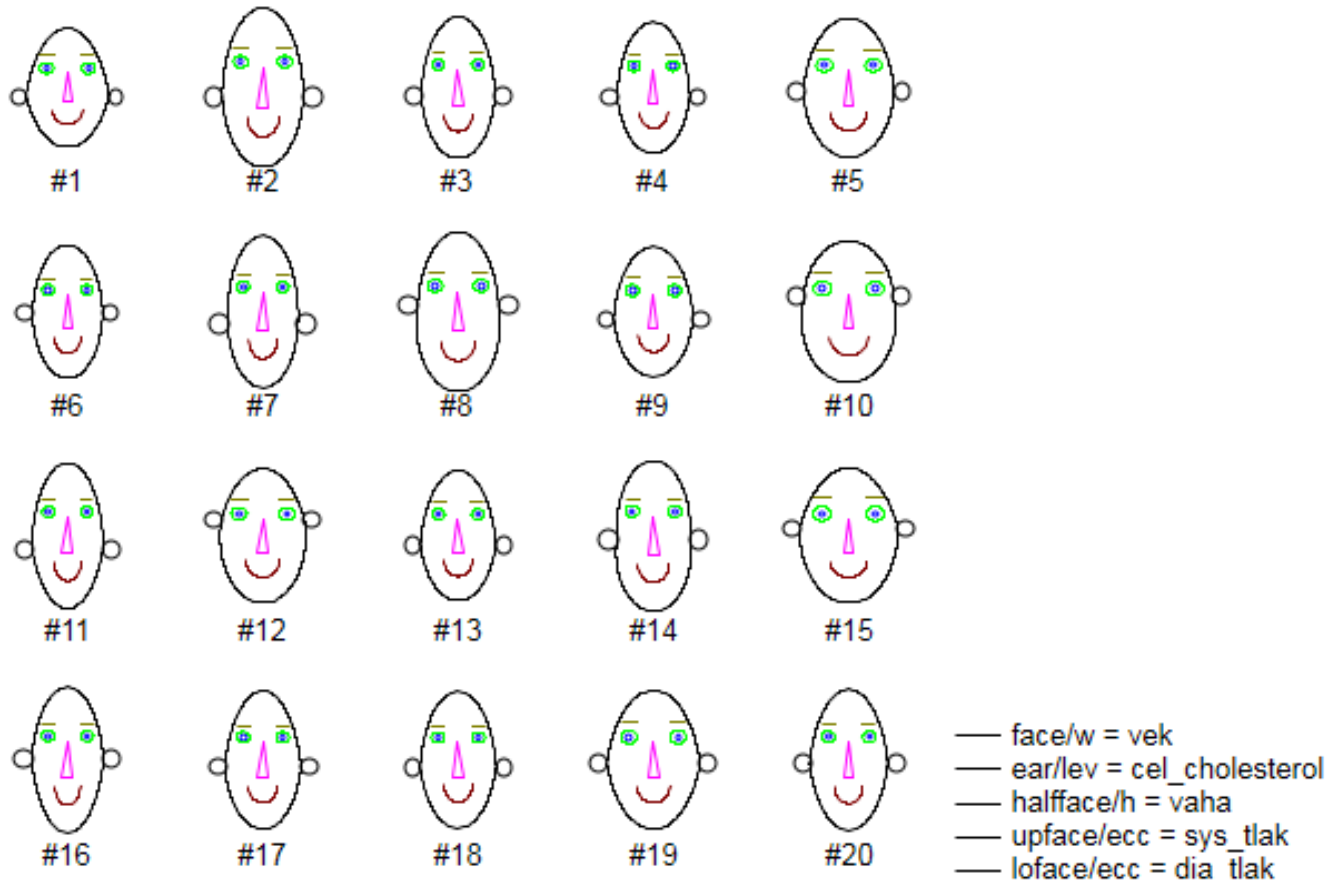 #1 #2 #3 #4 #5
#6 #7 #8 #9 #10
#11 #12 #13 #14 #15
#16 #17 #18 #19 #20
face/w = vek
ear/lev = cel_cholesterol
halfface/h = vaha
upface/ecc = sys_tlak
loface/ecc = dia_tlak